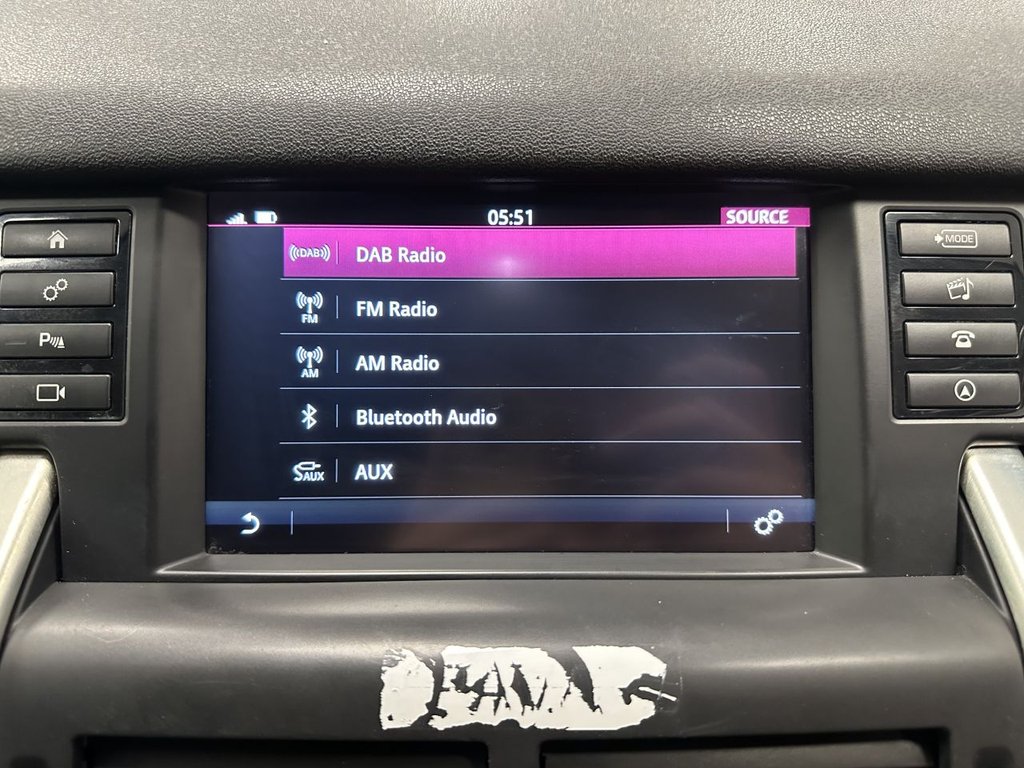 05:51
SOURCE
DAB DAB Radio
FM FM Radio
AM AM Radio
Bluetooth Audio
AUX AUX
MODE
P